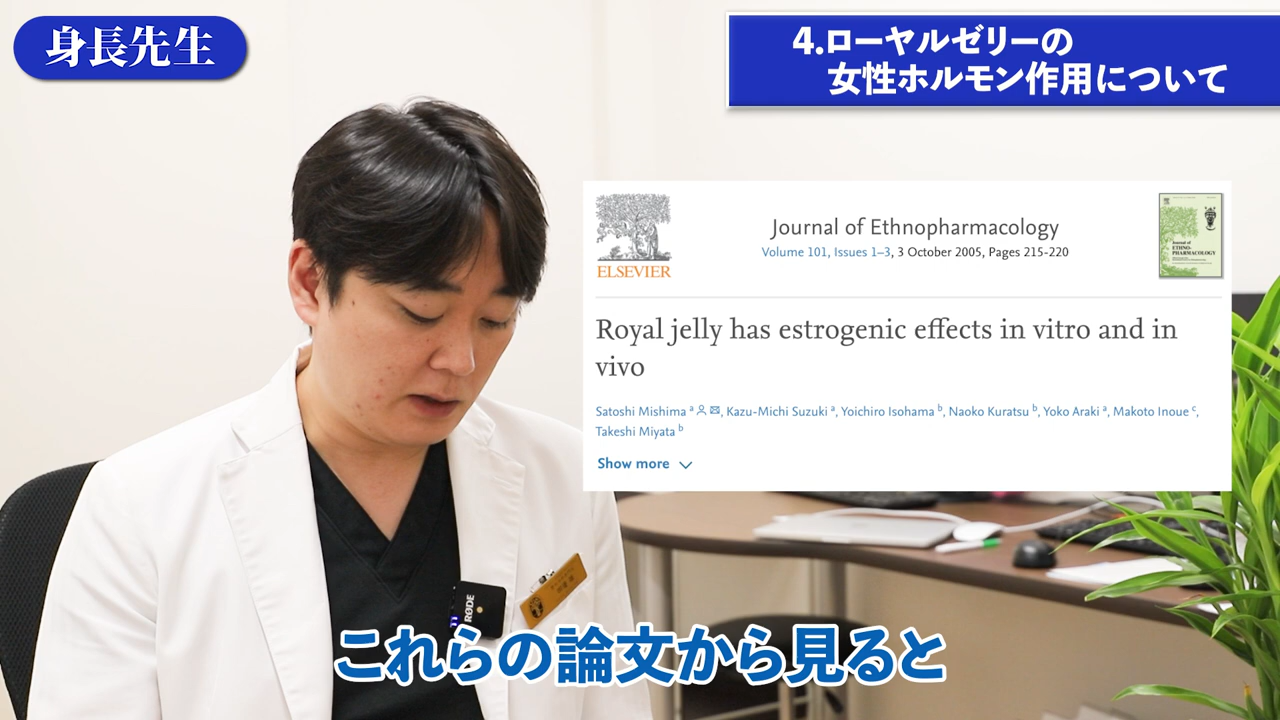 身長先生
4.ローヤルゼリーの
女性ホルモン作用について
ELSEVIER
Journal of Ethnopharmacology
Volume 101, Issues 1–3, 3 October 2005, Pages 215-220
Journal of
ETHNO-
PHARMACOLOGY
Royal jelly has estrogenic effects in vitro and in
vivo
Satoshi Mishima a, Kazu-Michi Suzuki a, Yoichiro Isohama b, Naoko Kuratsu b, Yoko Araki a, Makoto Inoue c,
Takeshi Miyata b
Show more
RØDE
これらの論文から見ると